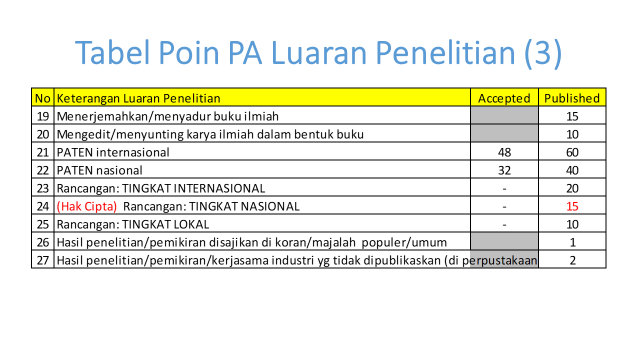 Tabel Poin PA Luaran Penelitian (3)
No Keterangan Luaran Penelitian Accepted Published
19 Menerjemahkan/menyadur buku ilmiah 15
20 Mengedit/menyunting karya ilmiah dalam bentuk buku 10
21 PATEN internasional 48 60
22 PATEN nasional 32 40
23 Rancangan: TINGKAT INTERNASIONAL - 20
24 (Hak Cipta) Rancangan: TINGKAT NASIONAL - 15
25 Rancangan: TINGKAT LOKAL - 10
26 Hasil penelitian/pemikiran disajikan di koran/majalah populer/umum 1
27 Hasil penelitian/pemikiran/kerjasama industri yg tidak dipublikaskan (di perpustakaan 2